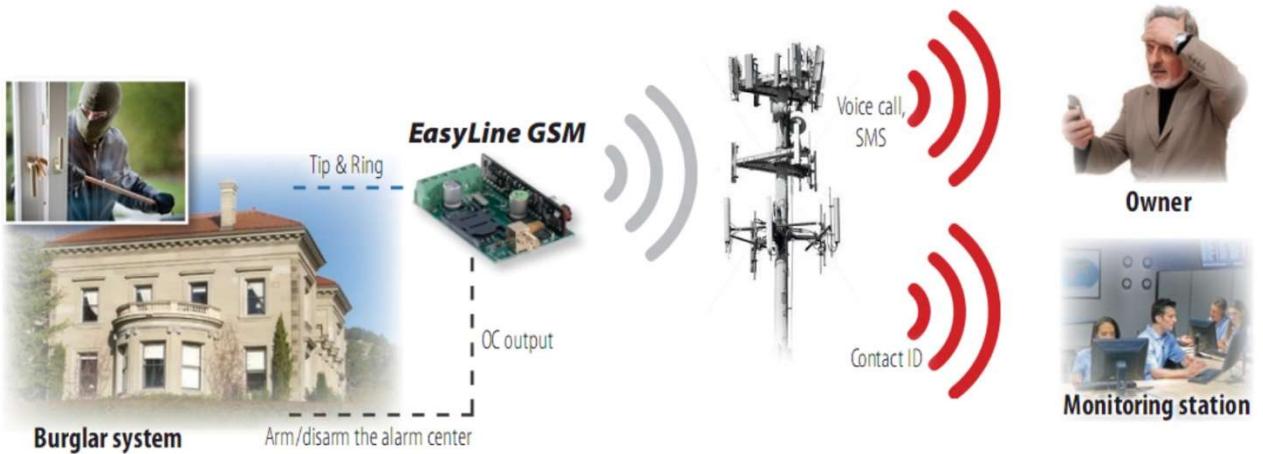 EasyLine GSM
Tip & Ring
Voice call,
SMS
Owner
OC output
Contact ID
Burglar system
Arm/disarm the alarm center
Monitoring station